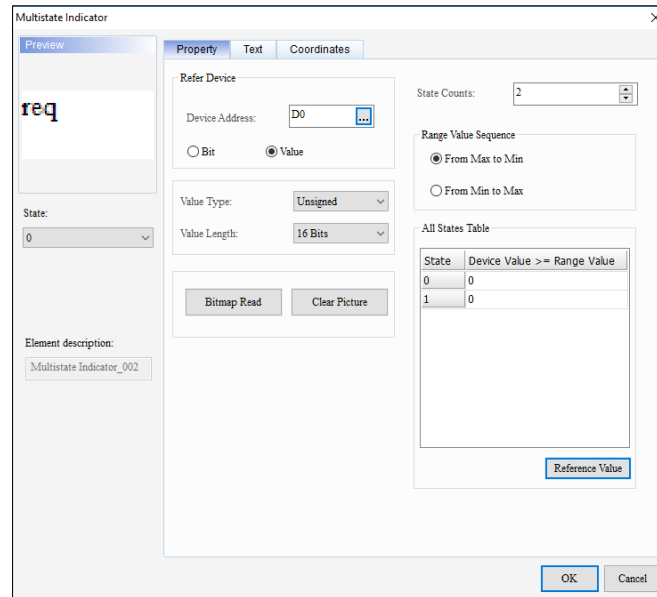 Multistate Indicator
Preview
req
State:
0
Element description:
Multistate Indicator_002
Property Text Coordinates
Refer Device
Device Address: D0 ...
Bit Value
Value Type: Unsigned
Value Length: 16 Bits
Bitmap Read Clear Picture
State Counts: 2
Range Value Sequence
From Max to Min
From Min to Max
All States Table
State Device Value >= Range Value
0 0
1 0
Reference Value
OK Cancel